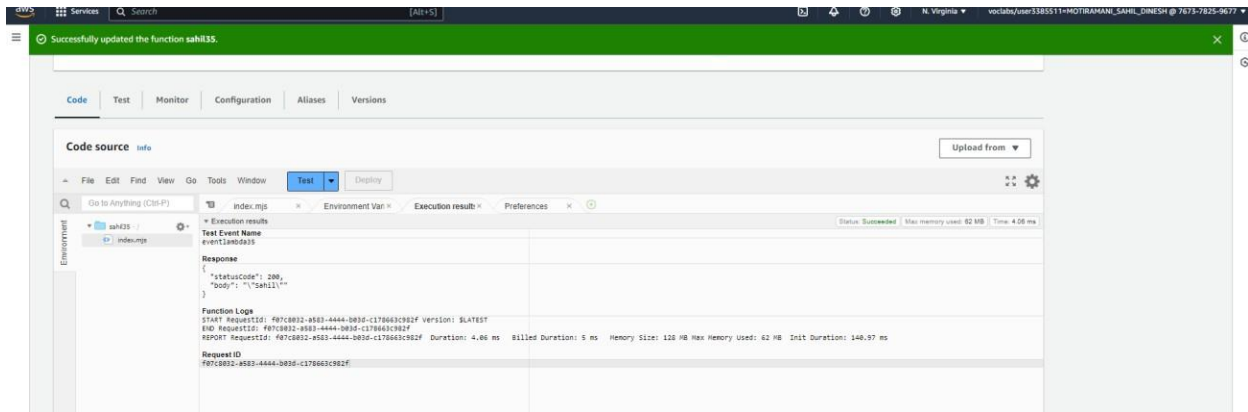 aws Services Search [Alt+S] N. Virginia voclabs/user3385511=MOTIRAMANI_SAHIL_DINESH @ 7673-7825-9677
Successfully updated the function sahil35.
Code Test Monitor Configuration Aliases Versions
Code source Info Upload from
File Edit Find View Go Tools Window Test Deploy
Go to Anything (Ctrl-P) index.mjs Environment Var Execution results Preferences
Environment
sahil35 - /
index.mjs
Execution results Status: Succeeded Max memory used: 62 MB Time: 4.06 ms
Test Event Name
eventlambda35
Response
{
"statusCode": 200,
"body": "\"Sahil\""
}
Function Logs
START RequestId: f07c8032-a583-4444-b03d-c178663c982f Version: $LATEST
END RequestId: f07c8032-a583-4444-b03d-c178663c982f
REPORT RequestId: f07c8032-a583-4444-b03d-c178663c982f Duration: 4.06 ms Billed Duration: 5 ms Memory Size: 128 MB Max Memory Used: 62 MB Init Duration: 140.97 ms
Request ID
f07c8032-a583-4444-b03d-c178663c982f